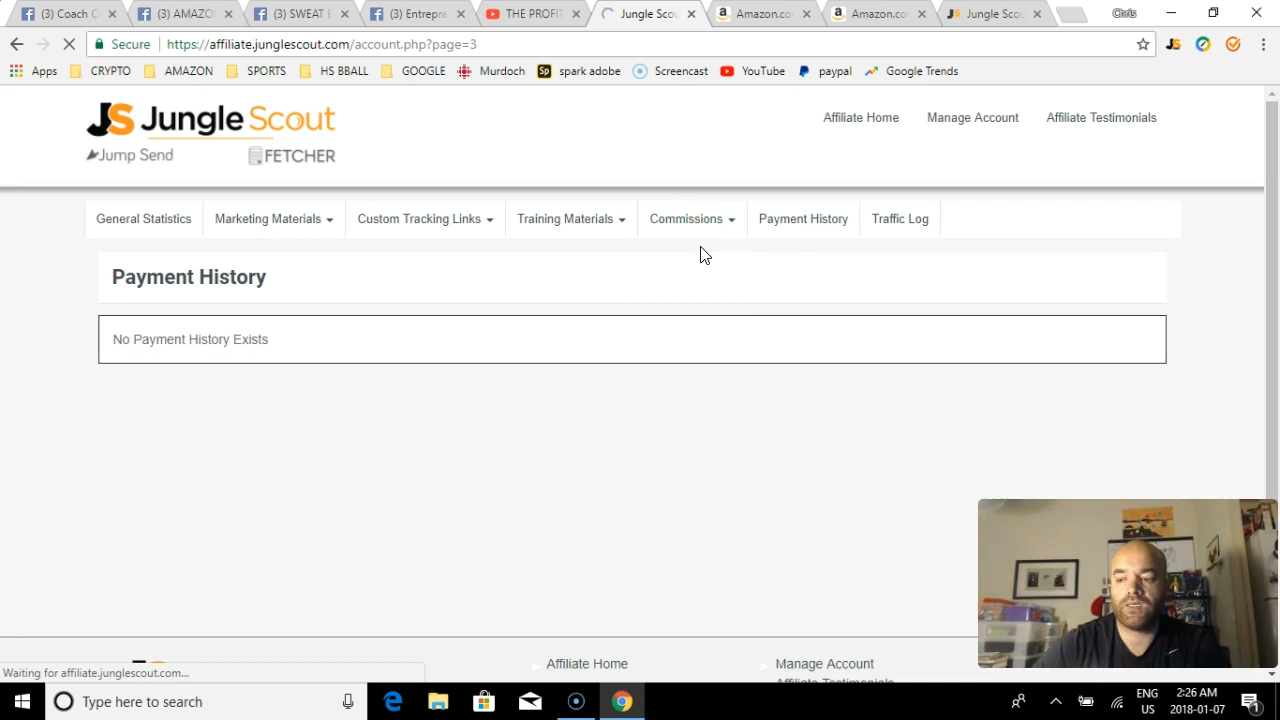 (3) Coach C
(3) AMAZO
(3) SWEAT E
(3) Entrepre
THE PROFIT
Jungle Scou
Amazon.co
Amazon.co
Jungle Scou
Chris
Secure
https://affiliate.junglescout.com/account.php?page=3
Apps
CRYPTO
AMAZON
SPORTS
HS BBALL
GOOGLE
Murdoch
Sp
spark adobe
Screencast
YouTube
paypal
Google Trends
JS Jungle Scout
Jump Send
FETCHER
Affiliate Home
Manage Account
Affiliate Testimonials
General Statistics
Marketing Materials
Custom Tracking Links
Training Materials
Commissions
Payment History
Traffic Log
Payment History
No Payment History Exists
Affiliate Home
Manage Account
Affiliate Testimonials
Waiting for affiliate.junglescout.com...
Type here to search
ENG
US
2:26 AM
2018-01-07
1